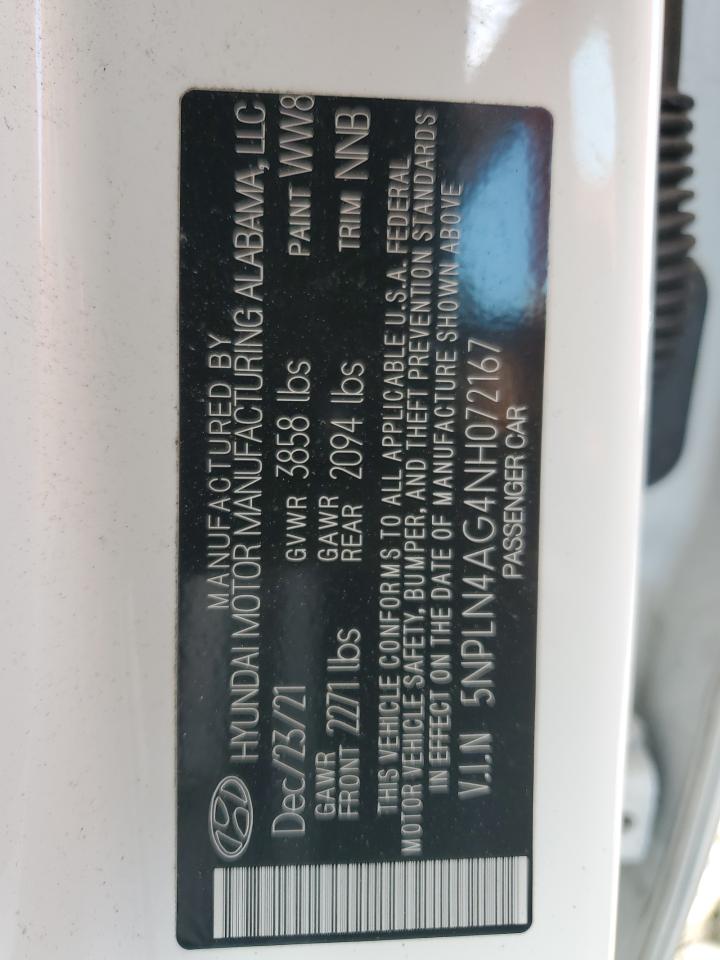 MANUFACTURED BY
HYUNDAI MOTOR MANUFACTURING ALABAMA, LLC
Dec/23/21 GVWR 3858 lbs PAINT WW8
GAWR FRONT 2271 lbs GAWR REAR 2094 lbs TRIM NNB
THIS VEHICLE CONFORMS TO ALL APPLICABLE U.S.A. FEDERAL
MOTOR VEHICLE SAFETY, BUMPER, AND THEFT PREVENTION STANDARDS
IN EFFECT ON THE DATE OF MANUFACTURE SHOWN ABOVE
V.I.N 5NPLN4AG4NH072167
PASSENGER CAR